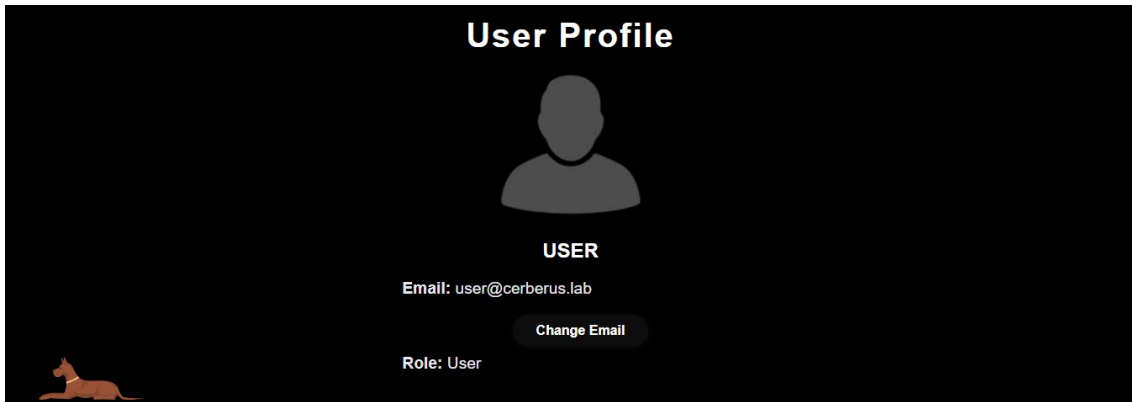 User Profile
USER
Email: user@cerberus.lab
Change Email
Role: User